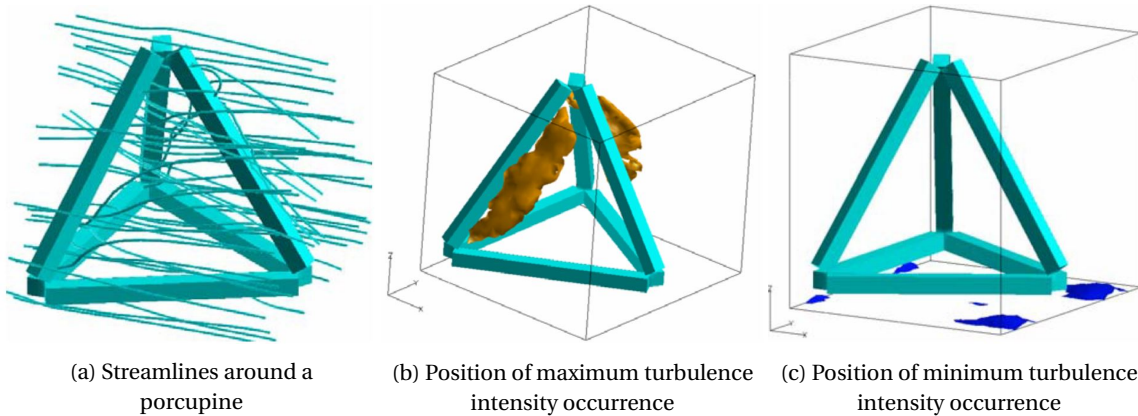 z
x
z
Y
x
z
Y
x
(a) Streamlines around a
porcupine
(b) Position of maximum turbulence
intensity occurrence
(c) Position of minimum turbulence
intensity occurrence